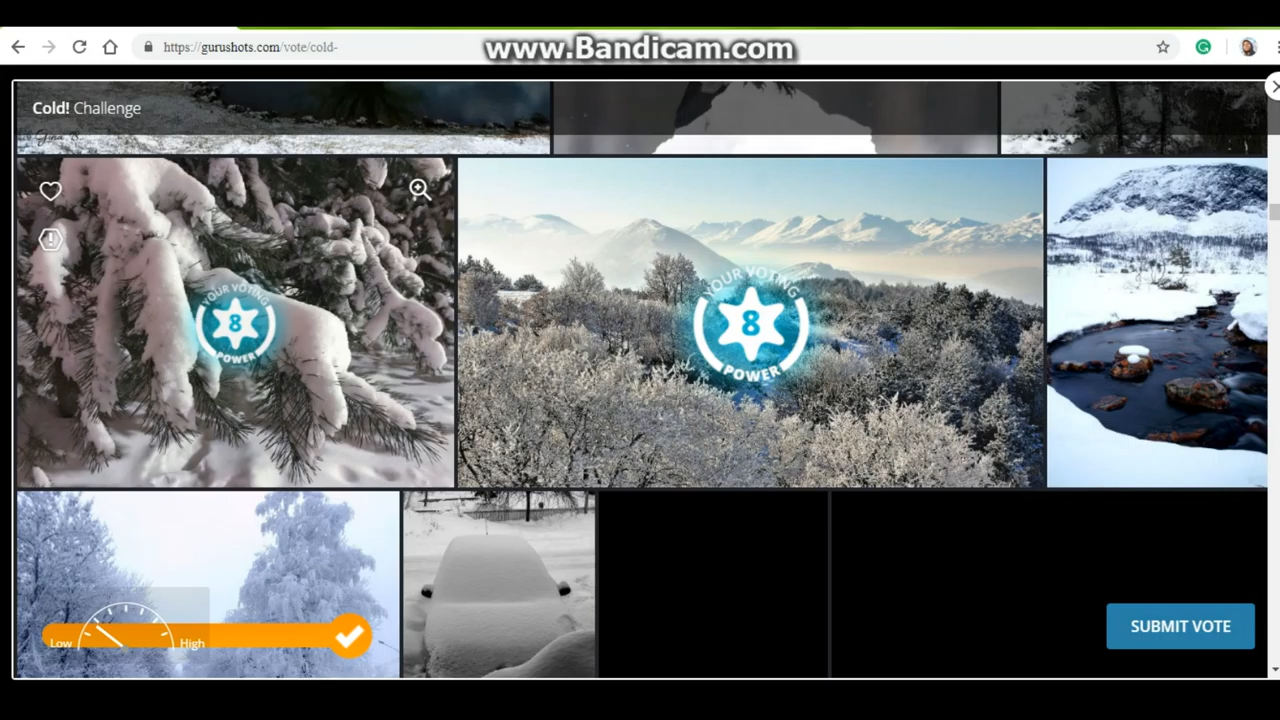 www.Bandicam.com
https://gurushots.com/vote/cold-
Cold! Challenge
YOUR VOTING
8
POWER
YOUR VOTING
8
POWER
Low
High
SUBMIT VOTE